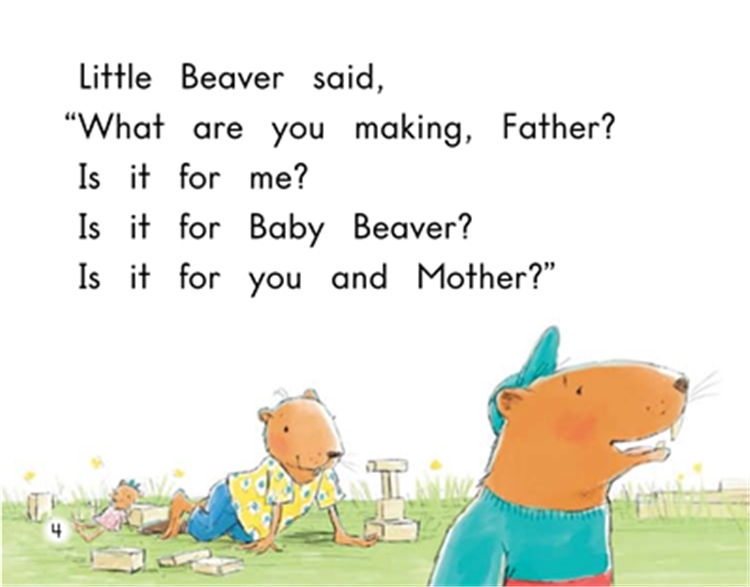 Little Beaver said,
“What are you making, Father?
Is it for me?
Is it for Baby Beaver?
Is it for you and Mother?”
4